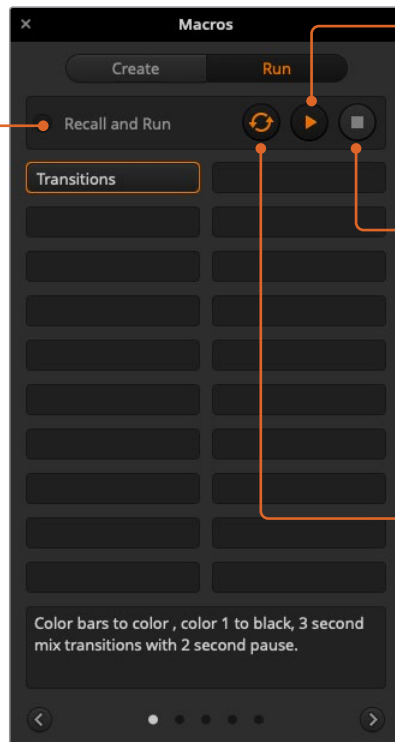 Macros
Create
Run
Recall and Run
Transitions
Color bars to color , color 1 to black, 3 second
mix transitions with 2 second pause.